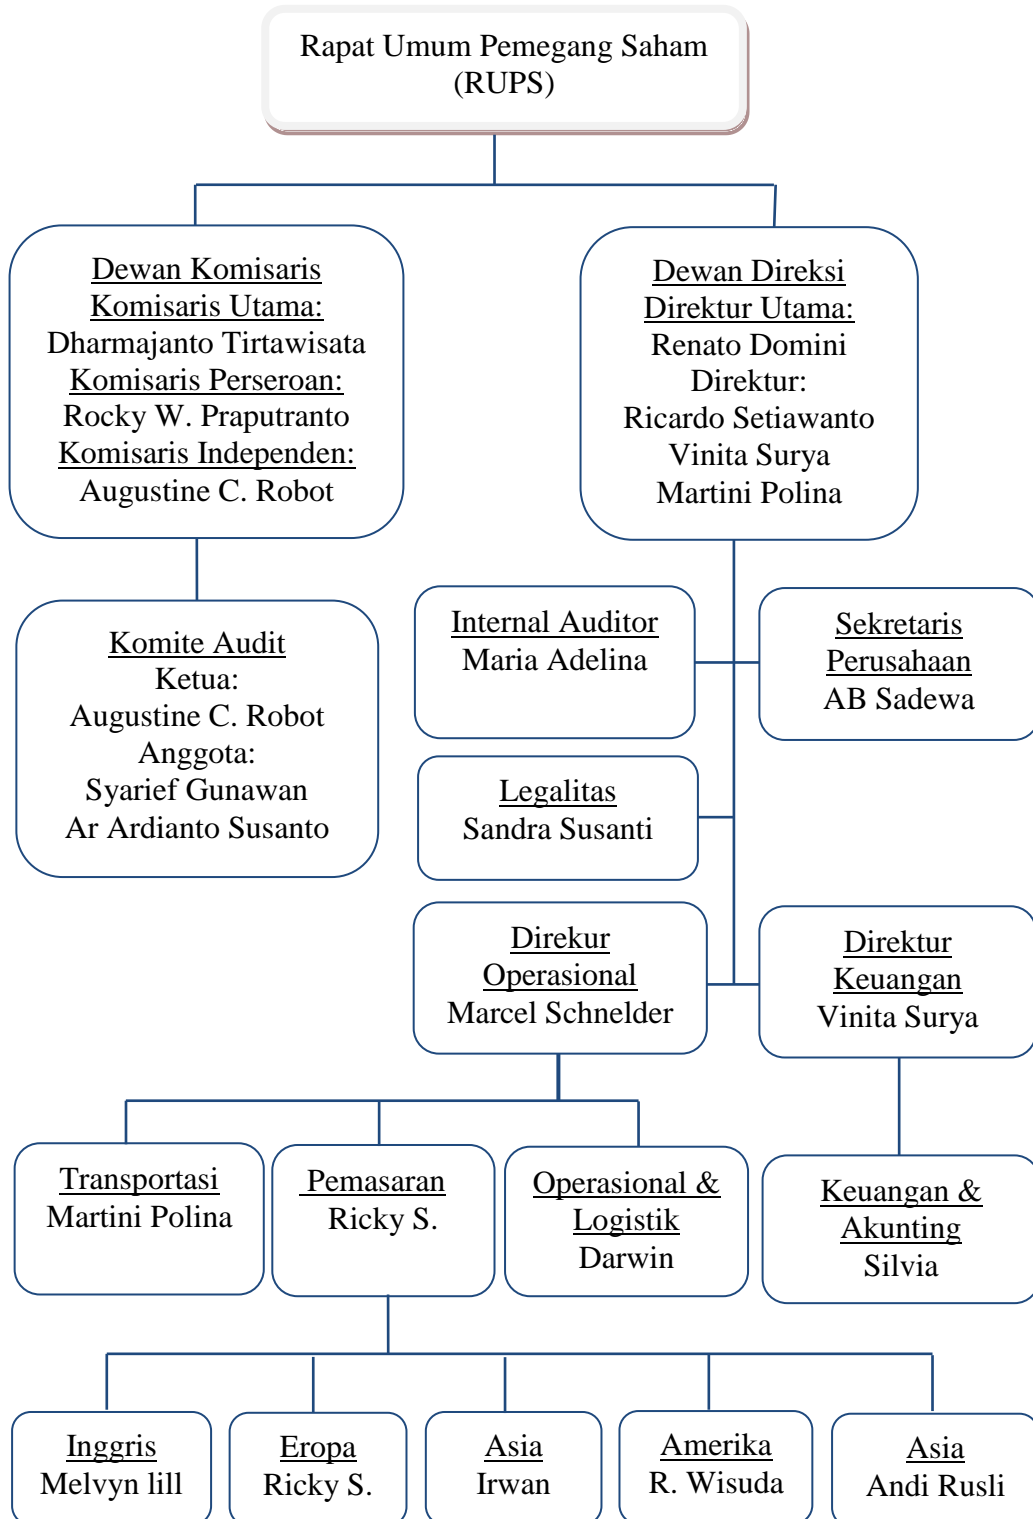 Rapat Umum Pemegang Saham
(RUPS)
Dewan Komisaris
Komisaris Utama:
Dharmajanto Tirtawisata
Komisaris Perseroan:
Rocky W. Praputranto
Komisaris Independen:
Augustine C. Robot
Dewan Direksi
Direktur Utama:
Renato Domini
Direktur:
Ricardo Setiawanto
Vinita Surya
Martini Polina
Komite Audit
Ketua:
Augustine C. Robot
Anggota:
Syarief Gunawan
Ar Ardianto Susanto
Internal Auditor
Maria Adelina
Sekretaris
Perusahaan
AB Sadewa
Legalitas
Sandra Susanti
Direkur
Operasional
Marcel Schnelder
Direktur
Keuangan
Vinita Surya
Transportasi
Martini Polina
Pemasaran
Ricky S.
Operasional &
Logistik
Darwin
Keuangan &
Akunting
Silvia
Inggris
Melvyn lill
Eropa
Ricky S.
Asia
Irwan
Amerika
R. Wisuda
Asia
Andi Rusli